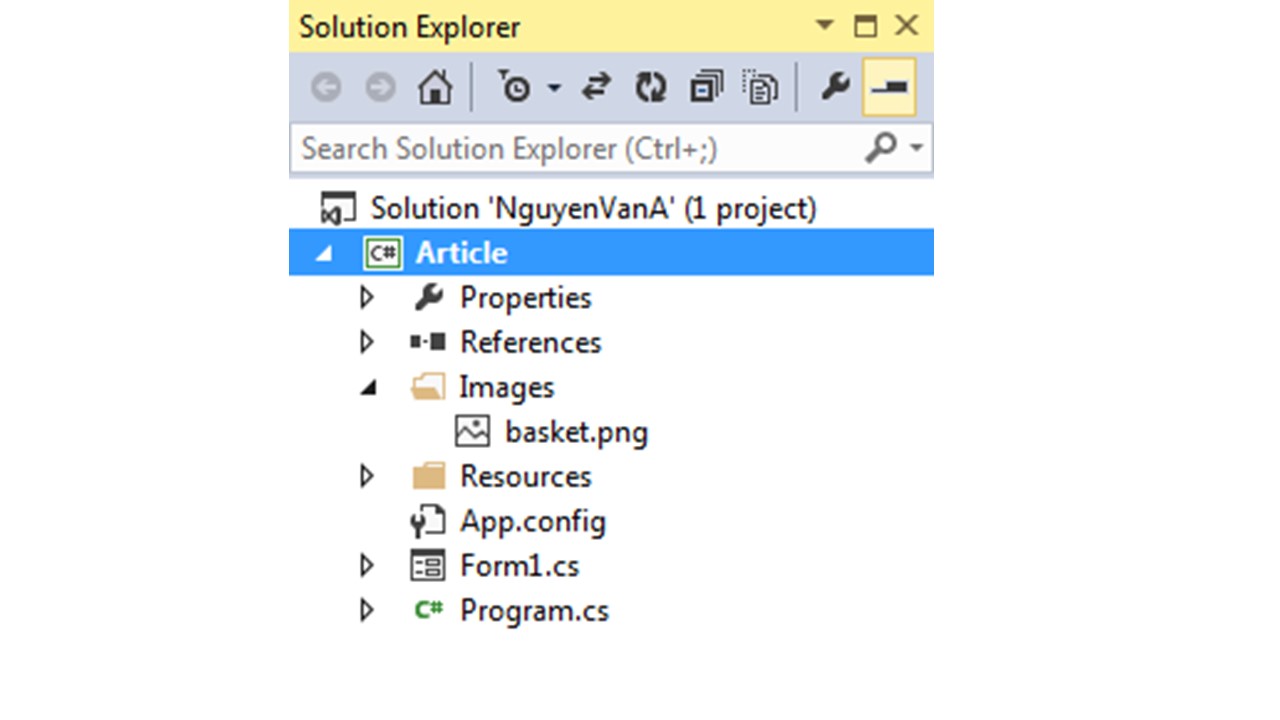 Solution Explorer
Search Solution Explorer (Ctrl+;)
Solution 'NguyenVanA' (1 project)
C# Article
Properties
References
Images
basket.png
Resources
App.config
Form1.cs
C# Program.cs